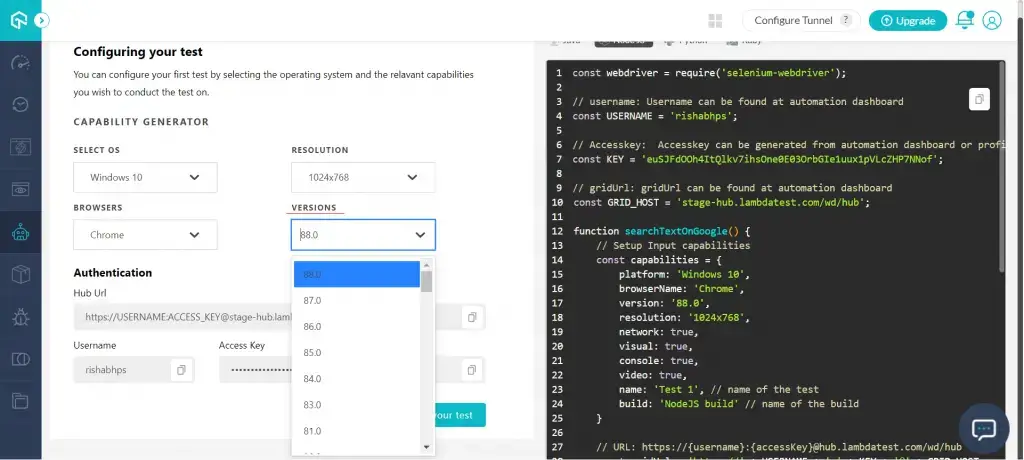 Configure Tunnel ?
Upgrade
Configuring your test
You can configure your first test by selecting the operating system and the relavant capabilities
you wish to conduct the test on.
CAPABILITY GENERATOR
SELECT OS
RESOLUTION
Windows 10
1024x768
BROWSERS
VERSIONS
Chrome
88.0
88.0
87.0
86.0
85.0
84.0
83.0
81.0
Authentication
Hub Url
https://USERNAME:ACCESS_KEY@stage-hub.lam
Username
Access Key
rishabhps
your test
1 const webdriver = require('selenium-webdriver');
2
3 // username: Username can be found at automation dashboard
4 const USERNAME = 'rishabhps';
5
6 // Accesskey:  Accesskey can be generated from automation dashboard or profi
7 const KEY = 'euSJFdOOh4ItQlkv7ihsOne0E03OrbGIe1uux1pVLcZHP7NNof';
8
9 // gridUrl: gridUrl can be found at automation dashboard
10 const GRID_HOST = 'stage-hub.lambdatest.com/wd/hub';
11
12 function searchTextOnGoogle() {
13 // Setup Input capabilities
14 const capabilities = {
15 platform: 'Windows 10',
16 browserName: 'Chrome',
17 version: '88.0',
18 resolution: '1024x768',
19 network: true,
20 visual: true,
21 console: true,
22 video: true,
23 name: 'Test 1', // name of the test
24 build: 'NodeJS build' // name of the build
25 }
26
27 // URL: https://{username}:{accessKey}@hub.lambdatest.com/wd/hub